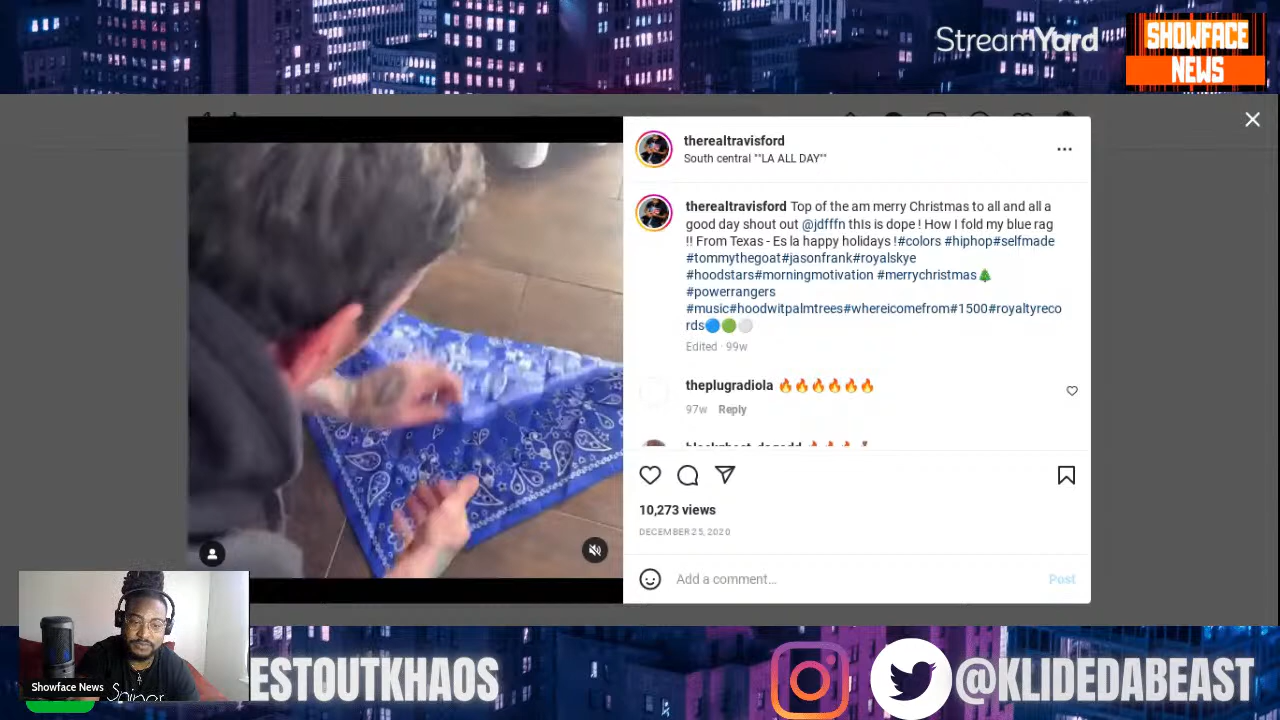 StreamYard
SHOWFACE
NEWS
therealtravisford
South central ""LA ALL DAY""
therealtravisford Top of the am merry Christmas to all and all a
good day shout out @jdfffn thIs is dope ! How I fold my blue rag
!! From Texas - Es la happy holidays !#colors #hiphop#selfmade
#tommythegoat#jasonfrank#royalskye
#hoodstars#morningmotivation #merrychristmas🎄
#powerrangers
#music#hoodwitpalmtrees#whereicomefrom#1500#royaltyreco
rds🔵🟢⚪
Edited · 99w
theplugradiola 🔥🔥🔥🔥🔥🔥
97w Reply
10,273 views
DECEMBER 25, 2020
Add a comment...
Post
Showface News
ESTOUTKHAOS
@KLIDEDABEAST